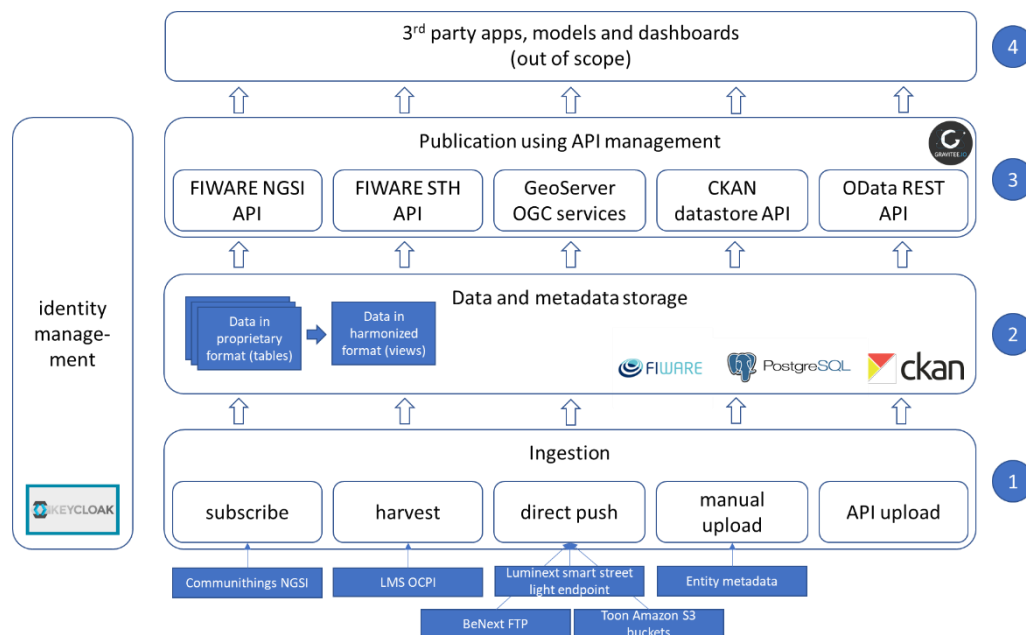 3rd party apps, models and dashboards
(out of scope)
4
Publication using API management
GRAVITEE.IO
FIWARE NGSI
API
FIWARE STH
API
GeoServer
OGC services
CKAN
datastore API
OData REST
API
3
identity
manage-
ment
KEYCLOAK
Data and metadata storage
Data in
proprietary
format (tables)
Data in
harmonized
format (views)
FIWARE
PostgreSQL
ckan
2
Ingestion
subscribe
harvest
direct push
manual
upload
API upload
1
Communithings NGSI
LMS OCPI
Luminext smart street
light endpoint
Entity metadata
BeNext FTP
Toon Amazon S3
buckets